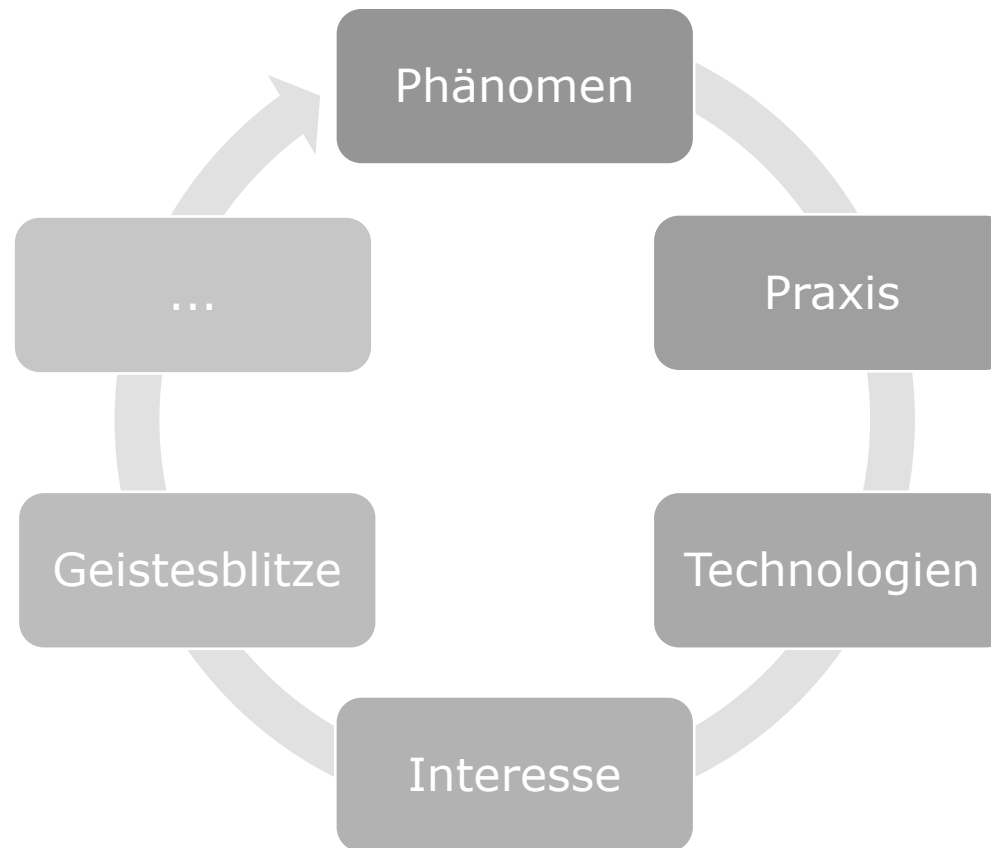 Phänomen
Praxis
Technologien
Interesse
Geistesblitze
...